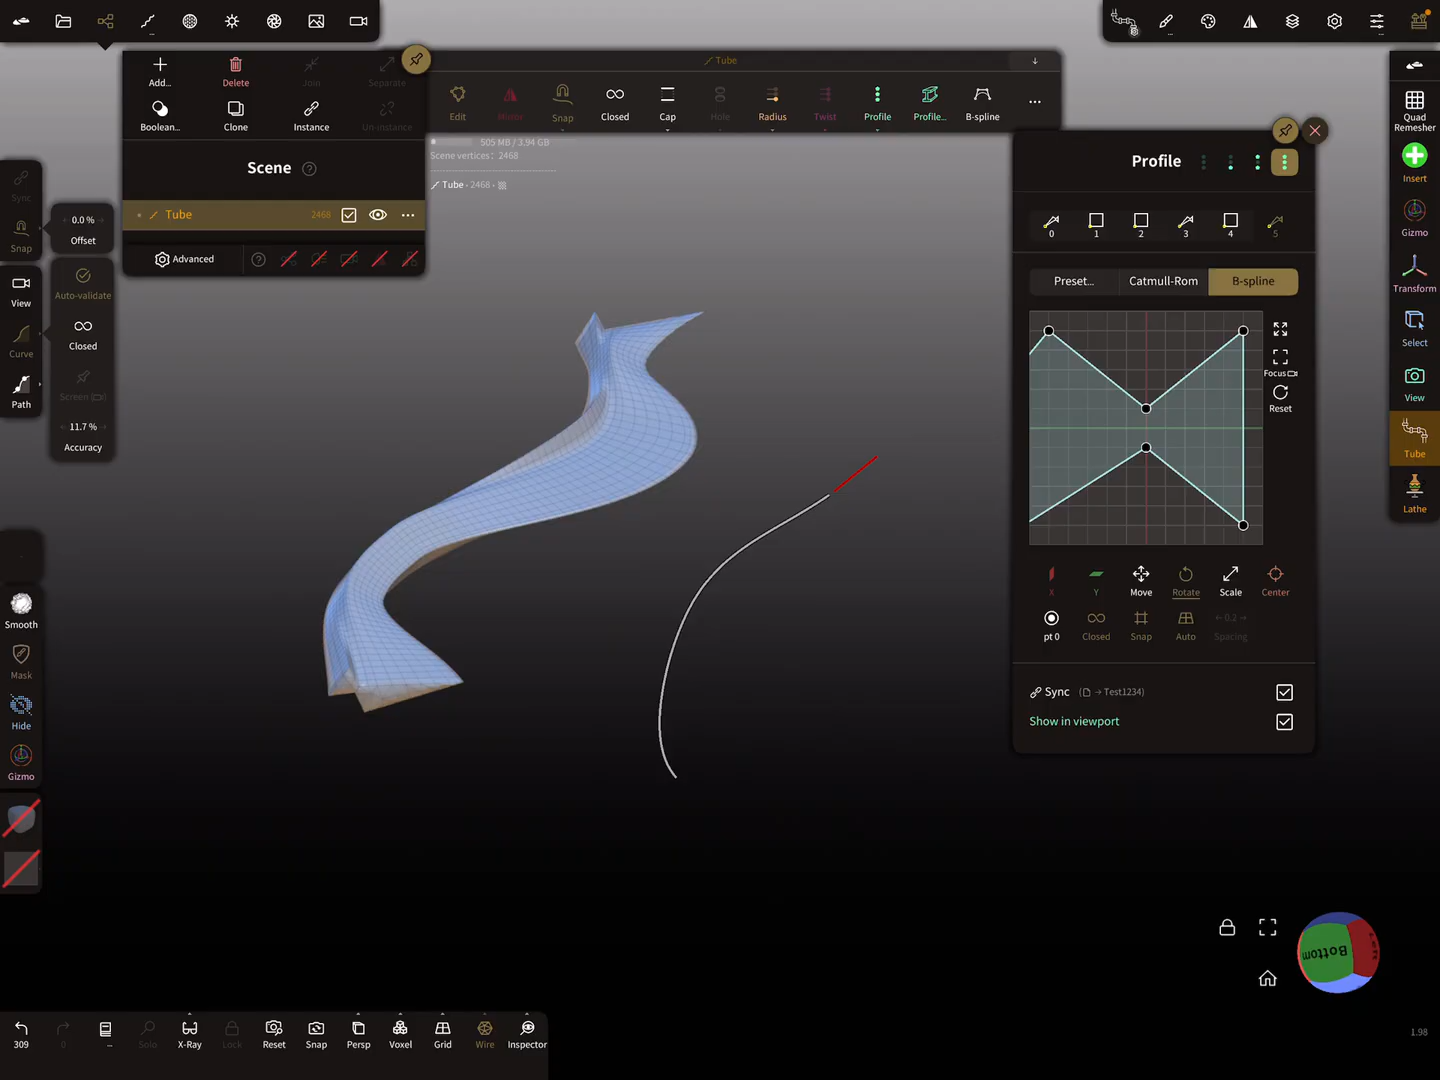 Tube
Add...
Delete
Join
Separate
Boolean...
Clone
Instance
Un-instance
Scene
Tube
2468
Advanced
Edit
Mirror
Snap
Closed
Cap
Hole
Radius
Twist
Profile
Profile...
B-spline
...
505 MB / 3.94 GB
Scene vertices: 2468
Tube - 2468 -
Sync
Snap
0.0 %
Offset
View
Auto-validate
Curve
Closed
Path
Screen
11.7 %
Accuracy
Smooth
Mask
Hide
Gizmo
Profile
0
1
2
3
4
5
Preset...
Catmull-Rom
B-spline
Focus
Reset
X
Y
Move
Rotate
Scale
Center
pt 0
Closed
Snap
Auto
0.2
Spacing
Sync
( → Test1234)
Show in viewport
Quad
Remesher
Insert
Gizmo
Transform
Select
View
Tube
Lathe
Bottom
1.98
309
0
...
Solo
X-Ray
Lock
Reset
Snap
Persp
Voxel
Grid
Wire
Inspector